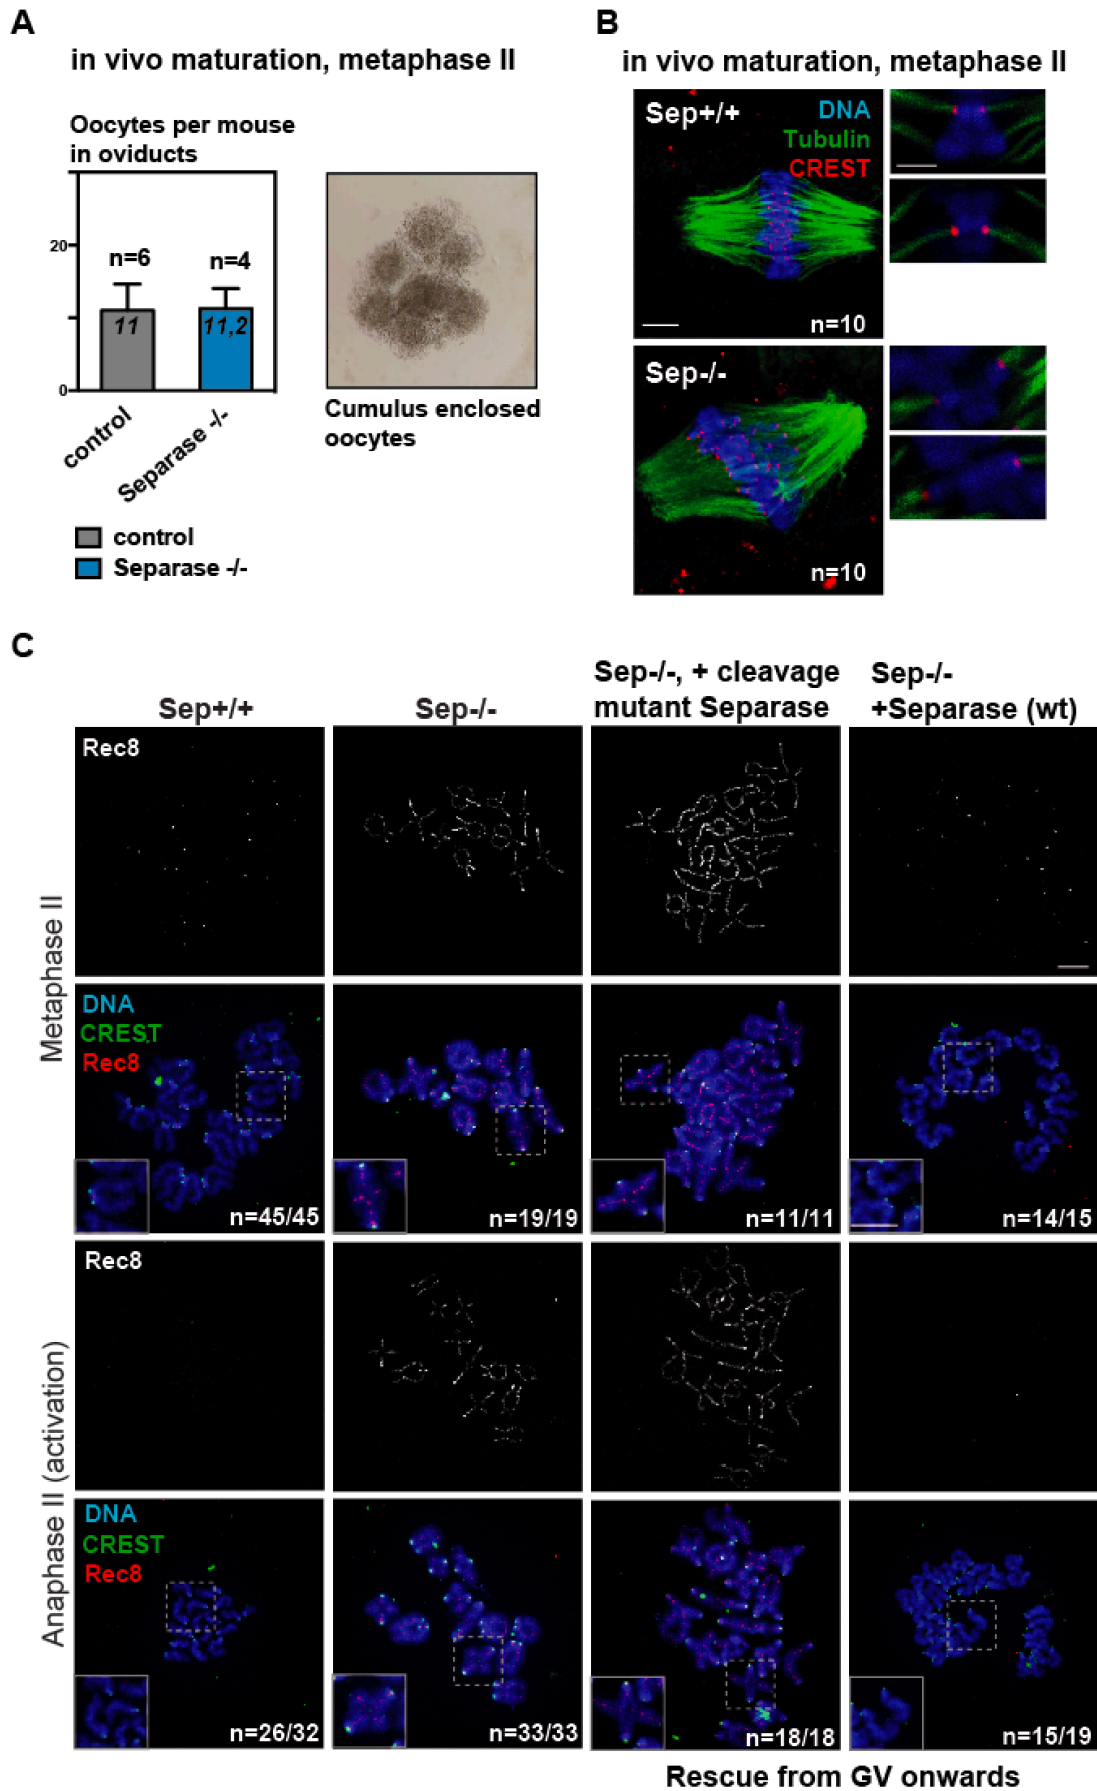 A
in vivo maturation, metaphase II
Oocytes per mouse
in oviducts
20
n=6
n=4
11
11,2
0
control
Separase -/-
Cumulus enclosed
oocytes
control
Separase -/-
B
in vivo maturation, metaphase II
Sep+/+
DNA
Tubulin
CREST
n=10
Sep-/-
n=10
C
Sep+/+
Sep-/-
Sep-/-, + cleavage
mutant Separase
Sep-/-
+Separase (wt)
Metaphase II
Rec8
DNA
CREST
Rec8
n=45/45
n=19/19
n=11/11
n=14/15
Anaphase II (activation)
Rec8
DNA
CREST
Rec8
n=26/32
n=33/33
n=18/18
n=15/19
Rescue from GV onwards